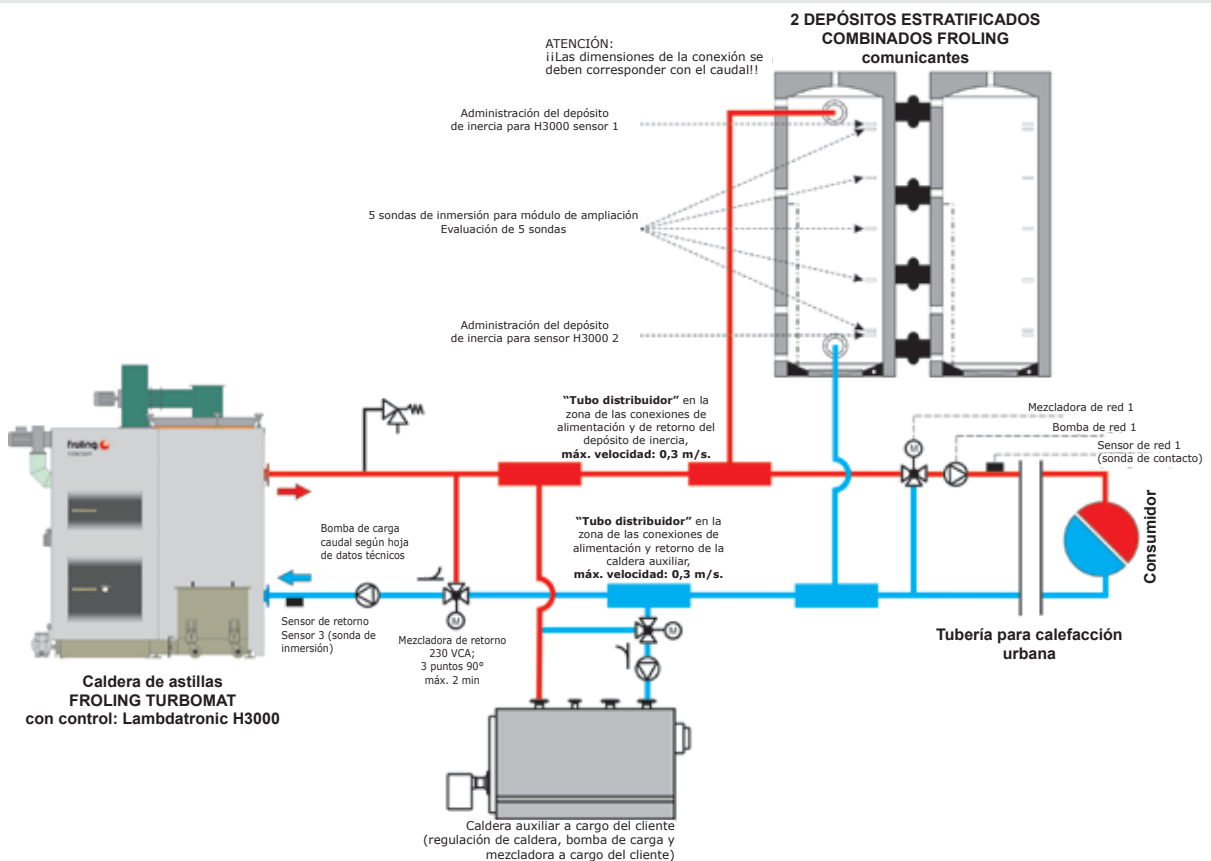 2 DEPÓSITOS ESTRATIFICADOS
COMBINADOS FROLING
comunicantes
ATENCIÓN:
¡¡Las dimensiones de la conexión se
deben corresponder con el caudal!!
Administración del depósito
de inercia para H3000 sensor 1
5 sondas de inmersión para módulo de ampliación
Evaluación de 5 sondas
Administración del depósito
de inercia para sensor H3000 2
“Tubo distribuidor” en la
zona de las conexiones de
alimentación y de retorno del
depósito de inercia,
máx. velocidad: 0,3 m/s.
Mezcladora de red 1
Bomba de red 1
Sensor de red 1
(sonda de contacto)
M
froling
Bomba de carga
caudal según hoja
de datos técnicos
“Tubo distribuidor” en la
zona de las conexiones de
alimentación y retorno de la
caldera auxiliar,
máx. velocidad: 0,3 m/s.
Consumidor
Sensor de retorno
Sensor 3 (sonda de
inmersión)
M
Mezcladora de retorno
230 VCA;
3 puntos 90°
máx. 2 min
M
Tubería para calefacción
urbana
Caldera de astillas
FROLING TURBOMAT
con control: Lambdatronic H3000
Caldera auxiliar a cargo del cliente
(regulación de caldera, bomba de carga y
mezcladora a cargo del cliente)